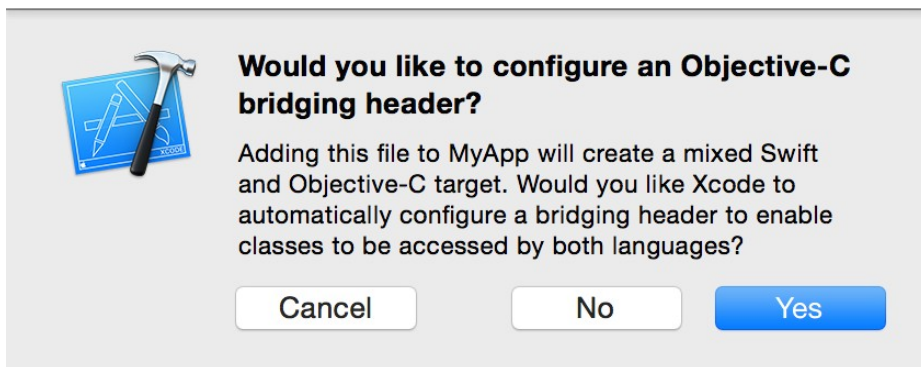 Would you like to configure an Objective-C
bridging header?
Adding this file to MyApp will create a mixed Swift
and Objective-C target. Would you like Xcode to
automatically configure a bridging header to enable
classes to be accessed by both languages?
XCODE
Cancel
No
Yes